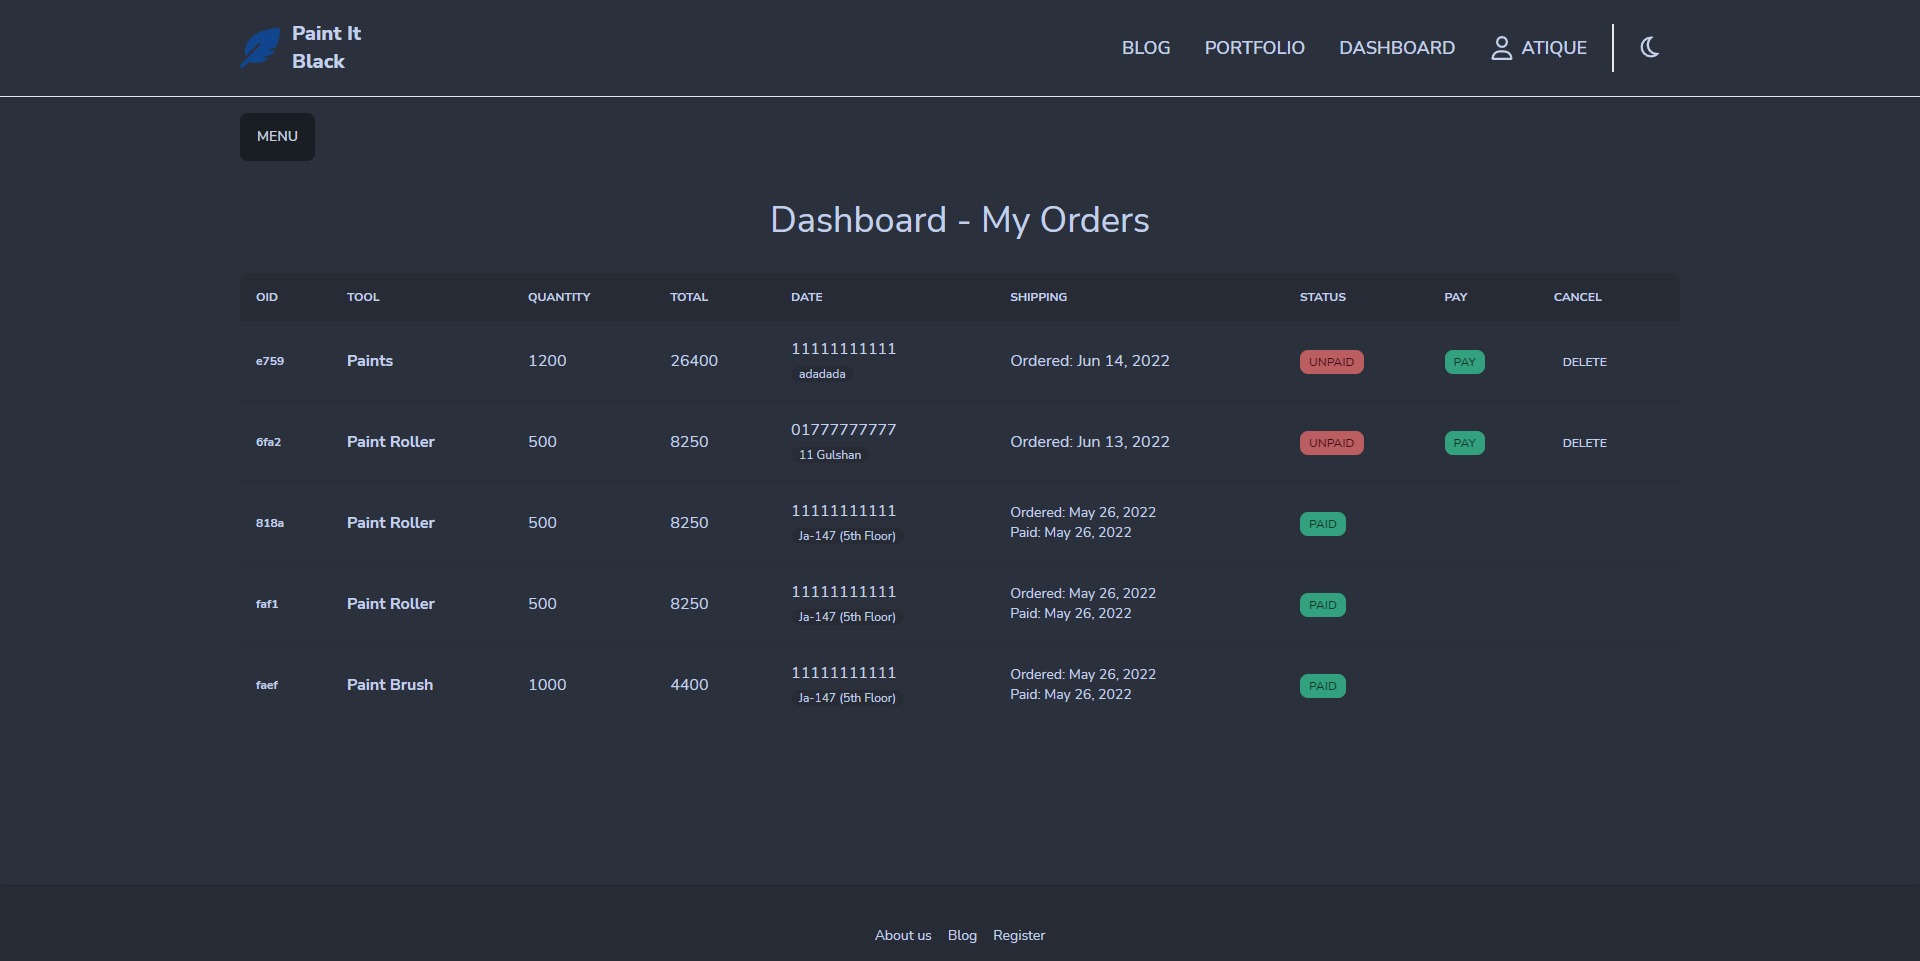 Paint It
Black
BLOG PORTFOLIO DASHBOARD ATIQUE
MENU
Dashboard - My Orders
OID TOOL QUANTITY TOTAL DATE SHIPPING STATUS PAY CANCEL
e759 Paints 1200 26400 11111111111 adadada Ordered: Jun 14, 2022 UNPAID PAY DELETE
6fa2 Paint Roller 500 8250 01777777777 11 Gulshan Ordered: Jun 13, 2022 UNPAID PAY DELETE
818a Paint Roller 500 8250 11111111111 Ja-147 (5th Floor) Ordered: May 26, 2022 Paid: May 26, 2022 PAID
faf1 Paint Roller 500 8250 11111111111 Ja-147 (5th Floor) Ordered: May 26, 2022 Paid: May 26, 2022 PAID
faef Paint Brush 1000 4400 11111111111 Ja-147 (5th Floor) Ordered: May 26, 2022 Paid: May 26, 2022 PAID
About us Blog Register